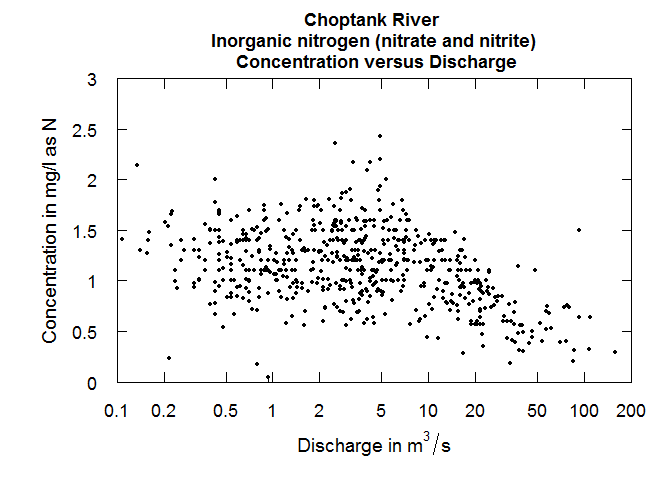 Choptank River
Inorganic nitrogen (nitrate and nitrite)
Concentration versus Discharge
Concentration in mg/l as N
3
2.5
2
1.5
1
0.5
0
0.1 0.2 0.5 1 2 5 10 20 50 100 200
Discharge in m³/s